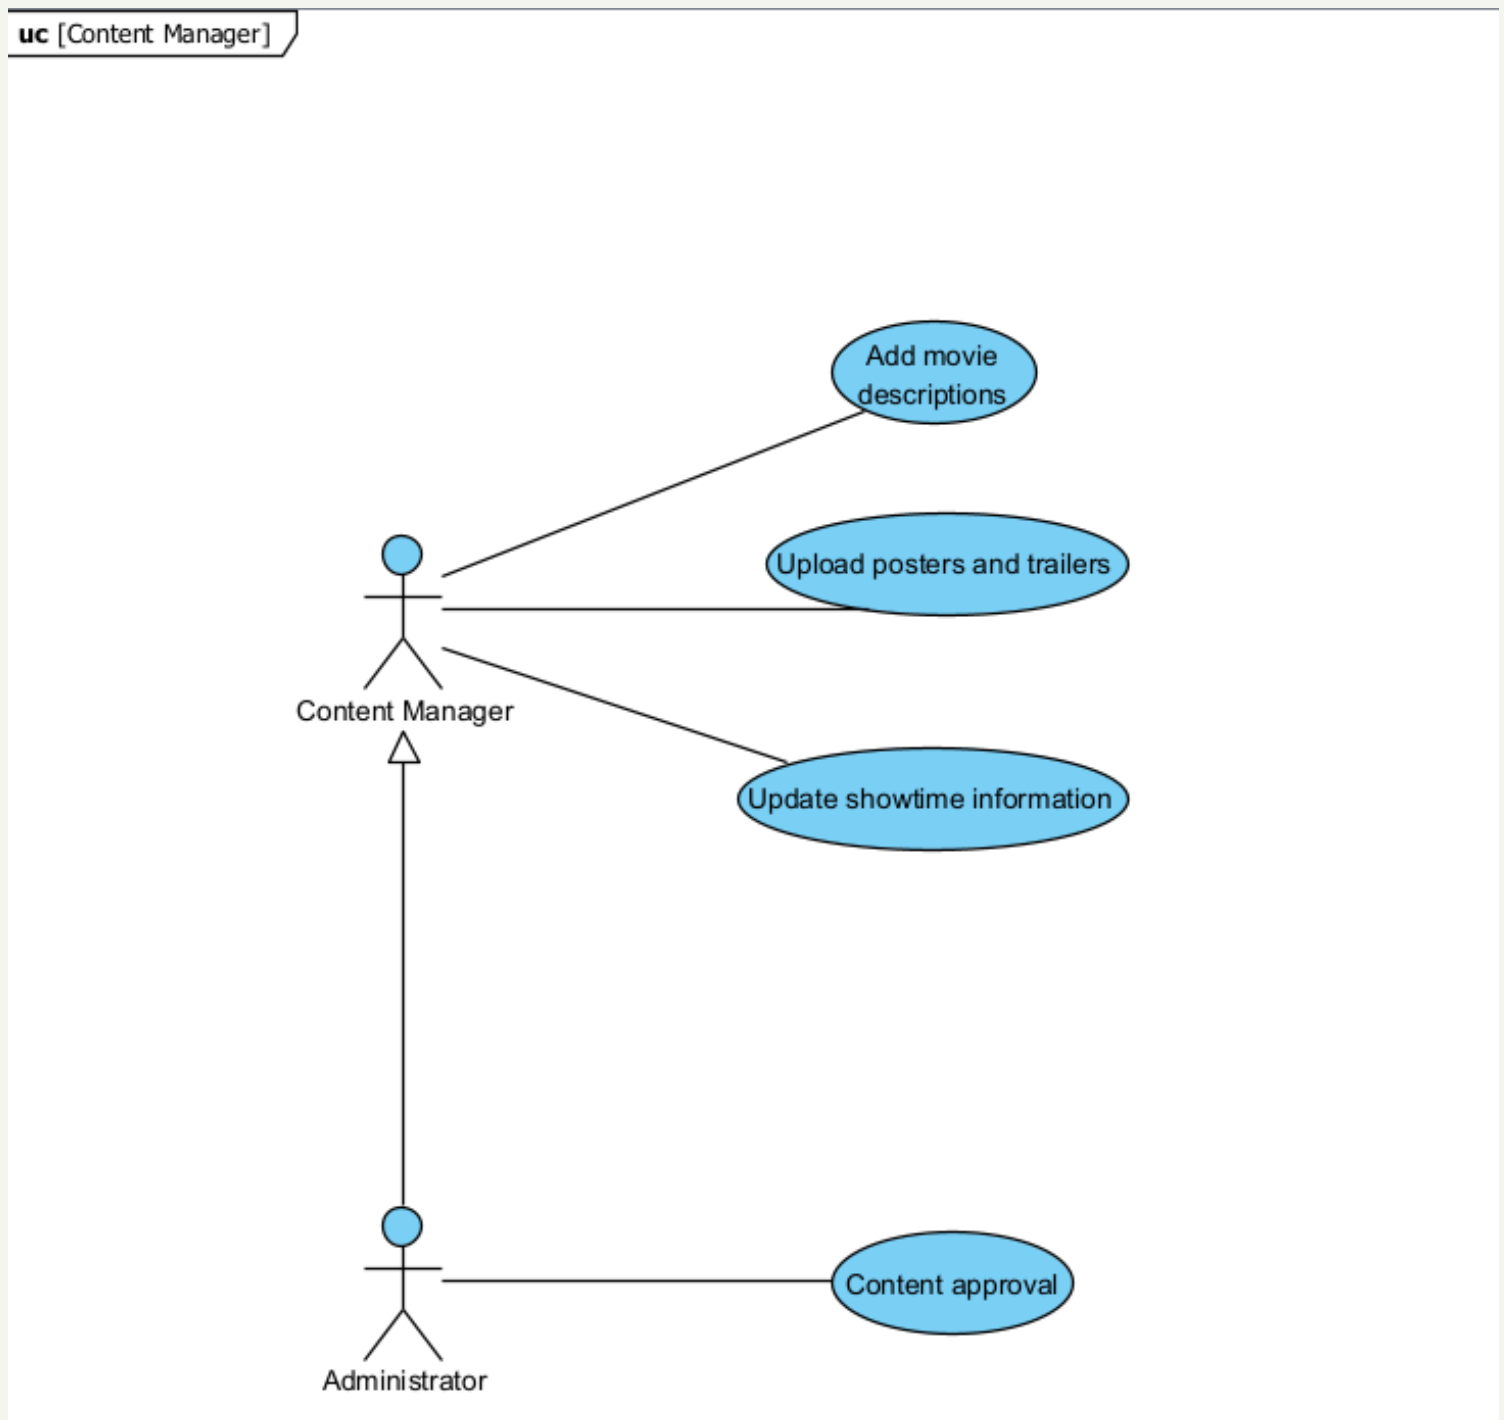 uc [Content Manager]
Add movie
descriptions
Upload posters and trailers
Content Manager
Update showtime information
Content approval
Administrator